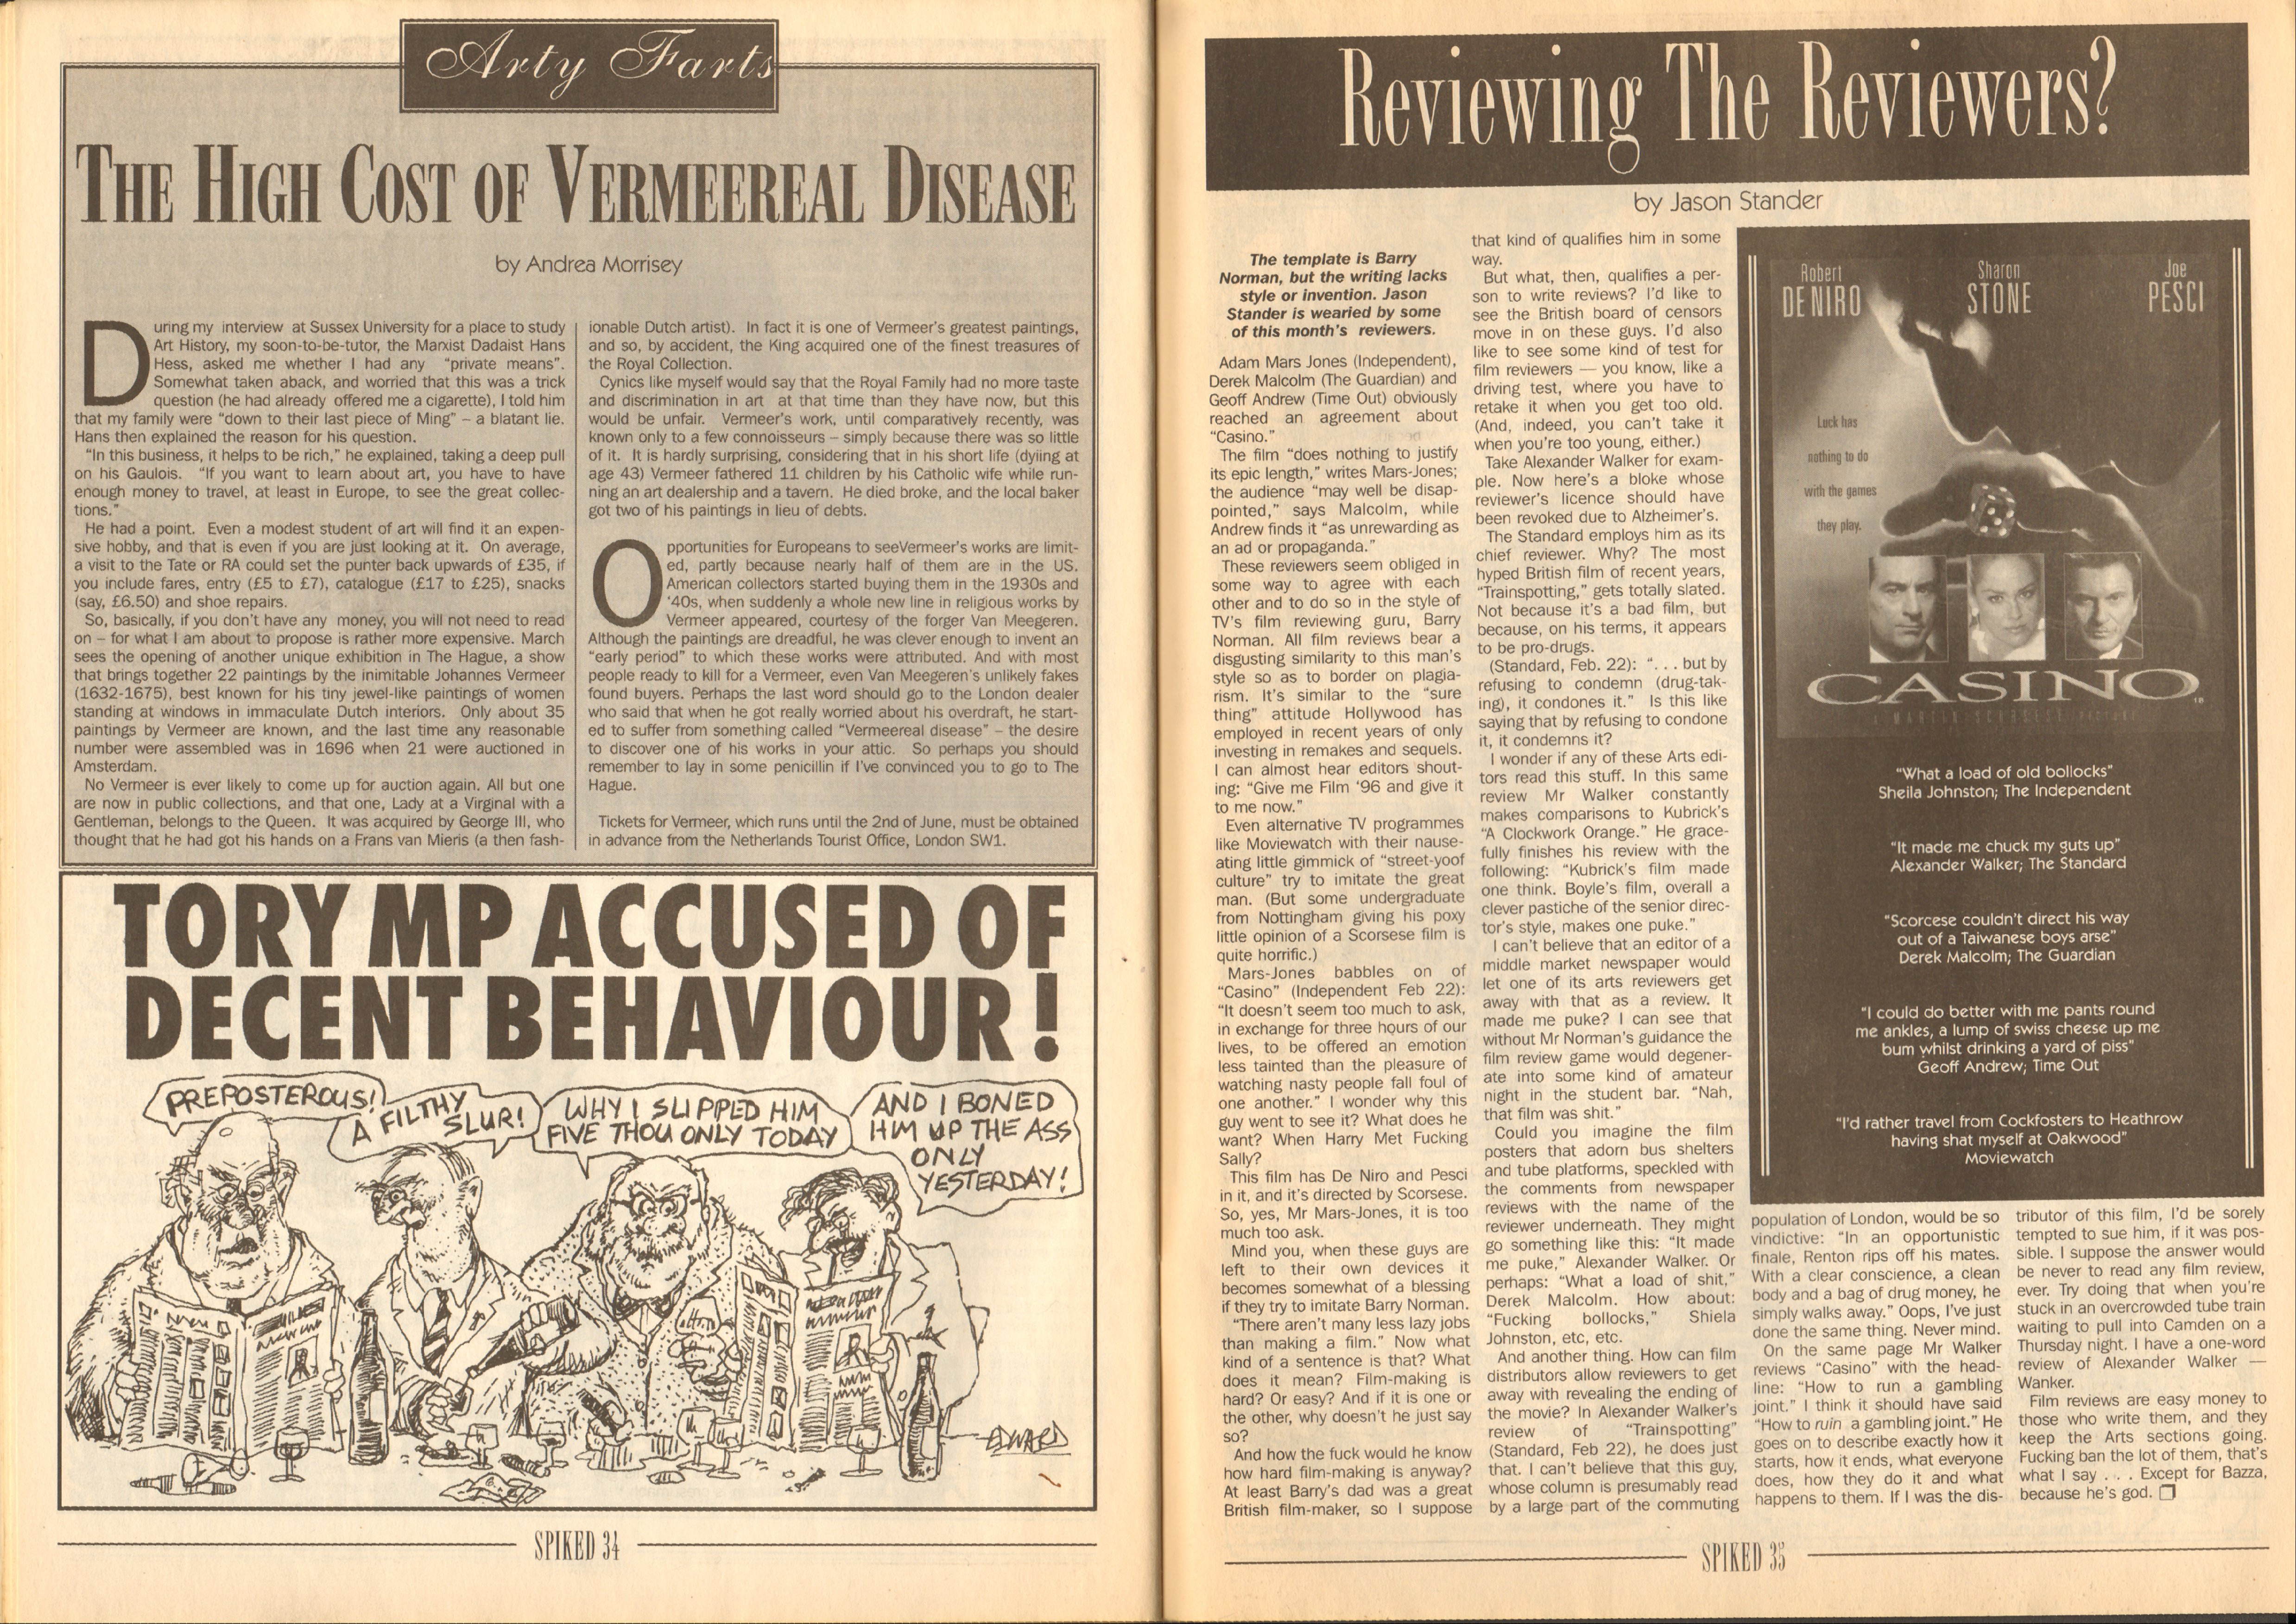 Arty Farts
THE HIGH COST OF VERMEEREAL DISEASE
by Andrea Morrisey
During my interview at Sussex University for a place to study
Art History, my soon-to-be-tutor, the Marxist Dadaist Hans
Hess, asked me whether I had any "private means".
Somewhat taken aback, and worried that this was a trick
question (he had already offered me a cigarette), I told him
that my family were "down to their last piece of Ming" – a blatant lie.
Hans then explained the reason for his question.
"In this business, it helps to be rich," he explained, taking a deep pull
on his Gaulois. "If you want to learn about art, you have to have
enough money to travel, at least in Europe, to see the great collec-
tions."
He had a point. Even a modest student of art will find it an expen-
sive hobby, and that is even if you are just looking at it. On average,
a visit to the Tate or RA could set the punter back upwards of £35, if
you include fares, entry (£5 to £7), catalogue (£17 to £25), snacks
(say, £6.50) and shoe repairs.
So, basically, if you don't have any money, you will not need to read
on – for what I am about to propose is rather more expensive. March
sees the opening of another unique exhibition in The Hague, a show
that brings together 22 paintings by the inimitable Johannes Vermeer
(1632-1675), best known for his tiny jewel-like paintings of women
standing at windows in immaculate Dutch interiors. Only about 35
paintings by Vermeer are known, and the last time any reasonable
number were assembled was in 1696 when 21 were auctioned in
Amsterdam.
No Vermeer is ever likely to come up for auction again. All but one
are now in public collections, and that one, Lady at a Virginal with a
Gentleman, belongs to the Queen. It was acquired by George III, who
thought that he had got his hands on a Frans van Mieris (a then fash-
ionable Dutch artist). In fact it is one of Vermeer's greatest paintings,
and so, by accident, the King acquired one of the finest treasures of
the Royal Collection.
Cynics like myself would say that the Royal Family had no more taste
and discrimination in art at that time than they have now, but this
would be unfair. Vermeer's work, until comparatively recently, was
known only to a few connoisseurs – simply because there was so little
of it. It is hardly surprising, considering that in his short life (dyiing at
age 43) Vermeer fathered 11 children by his Catholic wife while run-
ning an art dealership and a tavern. He died broke, and the local baker
got two of his paintings in lieu of debts.
Opportunities for Europeans to seeVermeer's works are limit-
ed, partly because nearly half of them are in the US.
American collectors started buying them in the 1930s and
'40s, when suddenly a whole new line in religious works by
Vermeer appeared, courtesy of the forger Van Meegeren.
Although the paintings are dreadful, he was clever enough to invent an
"early period" to which these works were attributed. And with most
people ready to kill for a Vermeer, even Van Meegeren's unlikely fakes
found buyers. Perhaps the last word should go to the London dealer
who said that when he got really worried about his overdraft, he start-
ed to suffer from something called "Vermeereal disease" – the desire
to discover one of his works in your attic. So perhaps you should
remember to lay in some penicillin if I've convinced you to go to The
Hague.
Tickets for Vermeer, which runs until the 2nd of June, must be obtained
in advance from the Netherlands Tourist Office, London SW1.
TORY MP ACCUSED OF
DECENT BEHAVIOUR!
PREPOSTEROUS!
A FILTHY
SLUR!
WHY I SLIPPED HIM
FIVE THOU ONLY TODAY
AND I BONED
HIM UP THE ASS
ONLY
YESTERDAY!
EDWARD
SPIKED 34
Reviewing The Reviewers?
by Jason Stander
The template is Barry
Norman, but the writing lacks
style or invention. Jason
Stander is wearied by some
of this month's reviewers.
Adam Mars Jones (Independent),
Derek Malcolm (The Guardian) and
Geoff Andrew (Time Out) obviously
reached an agreement about
"Casino."
The film "does nothing to justify
its epic length," writes Mars-Jones;
the audience "may well be disap-
pointed," says Malcolm, while
Andrew finds it "as unrewarding as
an ad or propaganda."
These reviewers seem obliged in
some way to agree with each
other and to do so in the style of
TV's film reviewing guru, Barry
Norman. All film reviews bear a
disgusting similarity to this man's
style so as to border on plagia-
rism. It's similar to the "sure
thing" attitude Hollywood has
employed in recent years of only
investing in remakes and sequels.
I can almost hear editors shout-
ing: "Give me Film '96 and give it
to me now."
Even alternative TV programmes
like Moviewatch with their nause-
ating little gimmick of "street-yoof
culture" try to imitate the great
man. (But some undergraduate
from Nottingham giving his poxy
little opinion of a Scorsese film is
quite horrific.)
Mars-Jones babbles on of
"Casino" (Independent Feb 22):
"It doesn't seem too much to ask,
in exchange for three hours of our
lives, to be offered an emotion
less tainted than the pleasure of
watching nasty people fall foul of
one another." I wonder why this
guy went to see it? What does he
want? When Harry Met Fucking
Sally?
This film has De Niro and Pesci
in it, and it's directed by Scorsese.
So, yes, Mr Mars-Jones, it is too
much too ask.
Mind you, when these guys are
left to their own devices it
becomes somewhat of a blessing
if they try to imitate Barry Norman.
"There aren't many less lazy jobs
than making a film." Now what
kind of a sentence is that? What
does it mean? Film-making is
hard? Or easy? And if it is one or
the other, why doesn't he just say
so?
And how the fuck would he know
how hard film-making is anyway?
At least Barry's dad was a great
British film-maker, so I suppose
that kind of qualifies him in some
way.
But what, then, qualifies a per-
son to write reviews? I'd like to
see the British board of censors
move in on these guys. I'd also
like to see some kind of test for
film reviewers — you know, like a
driving test, where you have to
retake it when you get too old.
(And, indeed, you can't take it
when you're too young, either.)
Take Alexander Walker for exam-
ple. Now here's a bloke whose
reviewer's licence should have
been revoked due to Alzheimer's.
The Standard employs him as its
chief reviewer. Why? The most
hyped British film of recent years,
"Trainspotting," gets totally slated.
Not because it's a bad film, but
because, on his terms, it appears
to be pro-drugs.
(Standard, Feb. 22): ". . . but by
refusing to condemn (drug-tak-
ing), it condones it." Is this like
saying that by refusing to condone
it, it condemns it?
I wonder if any of these Arts edi-
tors read this stuff. In this same
review Mr Walker constantly
makes comparisons to Kubrick's
"A Clockwork Orange." He grace-
fully finishes his review with the
following: "Kubrick's film made
one think. Boyle's film, overall a
clever pastiche of the senior direc-
tor's style, makes one puke."
I can't believe that an editor of a
middle market newspaper would
let one of its arts reviewers get
away with that as a review. It
made me puke? I can see that
without Mr Norman's guidance the
film review game would degener-
ate into some kind of amateur
night in the student bar. "Nah,
that film was shit."
Could you imagine the film
posters that adorn bus shelters
and tube platforms, speckled with
the comments from newspaper
reviews with the name of the
reviewer underneath. They might
go something like this: "It made
me puke," Alexander Walker. Or
perhaps: "What a load of shit,"
Derek Malcolm. How about:
"Fucking bollocks," Shiela
Johnston, etc, etc.
And another thing. How can film
distributors allow reviewers to get
away with revealing the ending of
the movie? In Alexander Walker's
review of "Trainspotting"
(Standard, Feb 22), he does just
that. I can't believe that this guy,
whose column is presumably read
by a large part of the commuting
Robert
DE NIRO
Sharon
STONE
Joe
PESCI
Luck has
nothing to do
with the games
they play.
CASINO
A MARTIN SCORSESE PICTURE
"What a load of old bollocks"
Sheila Johnston; The Independent
"It made me chuck my guts up"
Alexander Walker; The Standard
"Scorcese couldn't direct his way
out of a Taiwanese boys arse"
Derek Malcolm; The Guardian
"I could do better with me pants round
me ankles, a lump of swiss cheese up me
bum whilst drinking a yard of piss"
Geoff Andrew; Time Out
"I'd rather travel from Cockfosters to Heathrow
having shat myself at Oakwood"
Moviewatch
population of London, would be so
vindictive: "In an opportunistic
finale, Renton rips off his mates.
With a clear conscience, a clean
body and a bag of drug money, he
simply walks away." Oops, I've just
done the same thing. Never mind.
On the same page Mr Walker
reviews "Casino" with the head-
line: "How to run a gambling
joint." I think it should have said
"How to ruin a gambling joint." He
goes on to describe exactly how it
starts, how it ends, what everyone
does, how they do it and what
happens to them. If I was the dis-
tributor of this film, I'd be sorely
tempted to sue him, if it was pos-
sible. I suppose the answer would
be never to read any film review,
ever. Try doing that when you're
stuck in an overcrowded tube train
waiting to pull into Camden on a
Thursday night. I have a one-word
review of Alexander Walker —
Wanker.
Film reviews are easy money to
those who write them, and they
keep the Arts sections going.
Fucking ban the lot of them, that's
what I say . . . Except for Bazza,
because he's god. ❒
SPIKED 35